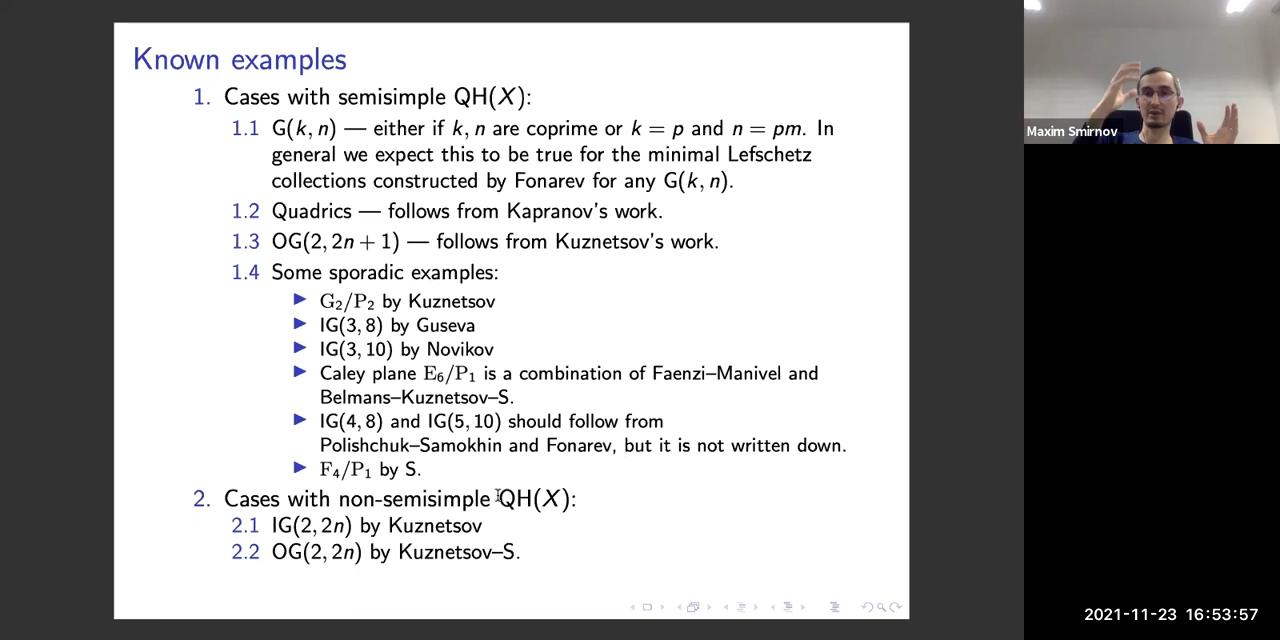 Known examples
1. Cases with semisimple QH(X):
1.1 G(k, n) — either if k, n are coprime or k = p and n = pm. In
general we expect this to be true for the minimal Lefschetz
collections constructed by Fonarev for any G(k, n).
1.2 Quadrics — follows from Kapranov's work.
1.3 OG(2, 2n + 1) — follows from Kuznetsov's work.
1.4 Some sporadic examples:
▶ G₂/P₂ by Kuznetsov
▶ IG(3, 8) by Guseva
▶ IG(3, 10) by Novikov
▶ Caley plane E₆/P₁ is a combination of Faenzi–Manivel and
Belmans–Kuznetsov–S.
▶ IG(4, 8) and IG(5, 10) should follow from
Polishchuk–Samokhin and Fonarev, but it is not written down.
▶ F₄/P₁ by S.
2. Cases with non-semisimple QH(X):
2.1 IG(2, 2n) by Kuznetsov
2.2 OG(2, 2n) by Kuznetsov–S.
Maxim Smirnov
2021-11-23 16:53:57